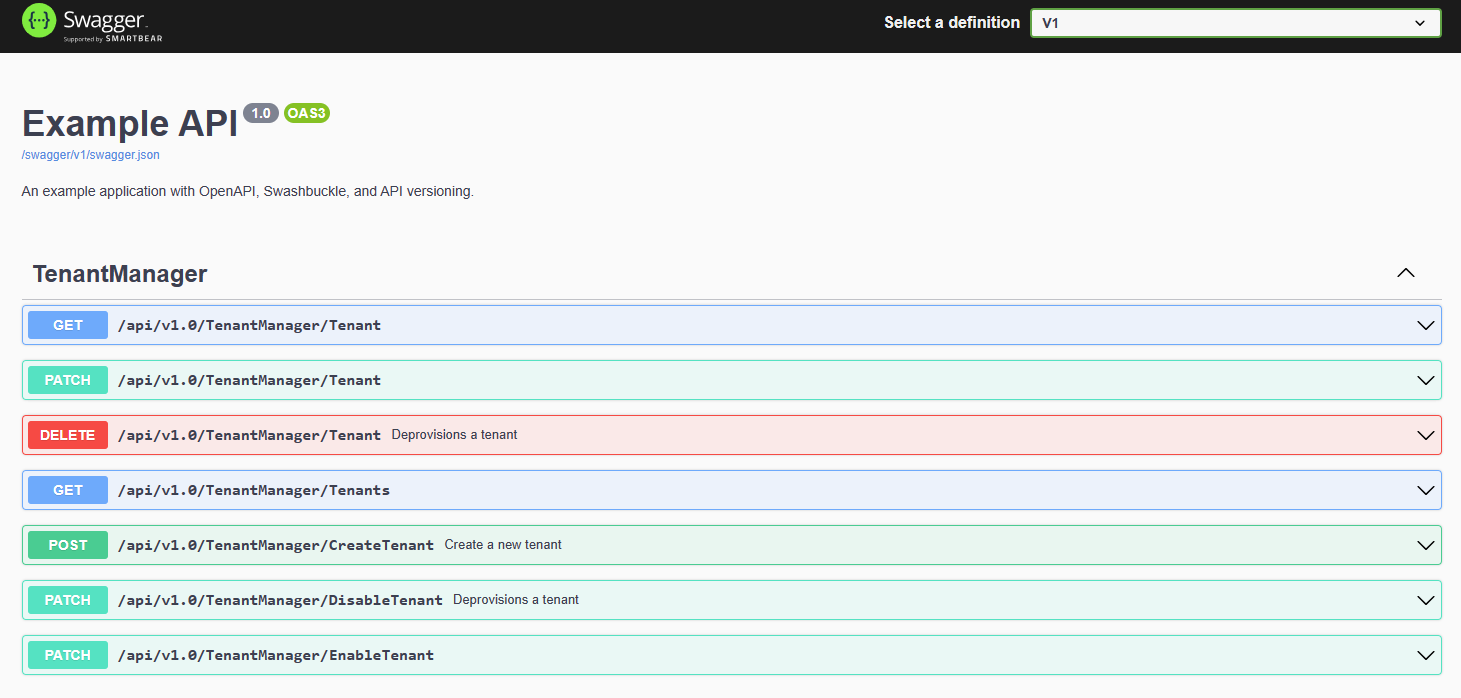 {···} Swagger.
Supported by SMARTBEAR
Select a definition V1
Example API 1.0 OAS3
/swagger/v1/swagger.json
An example application with OpenAPI, Swashbuckle, and API versioning.
TenantManager
GET /api/v1.0/TenantManager/Tenant
PATCH /api/v1.0/TenantManager/Tenant
DELETE /api/v1.0/TenantManager/Tenant Deprovisions a tenant
GET /api/v1.0/TenantManager/Tenants
POST /api/v1.0/TenantManager/CreateTenant Create a new tenant
PATCH /api/v1.0/TenantManager/DisableTenant Deprovisions a tenant
PATCH /api/v1.0/TenantManager/EnableTenant